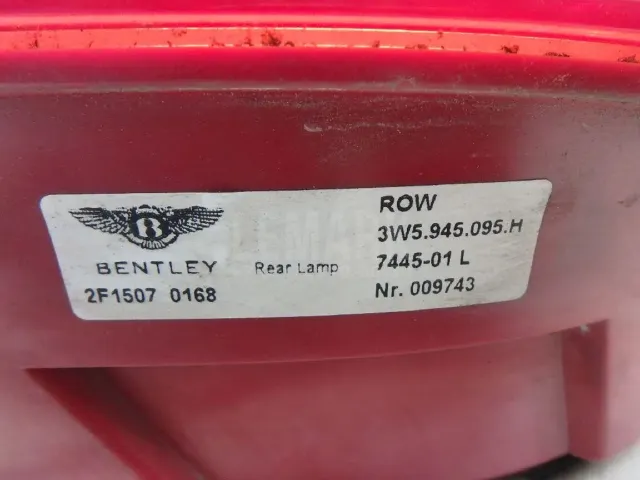 ROW
3W5.945.095.H
BENTLEY Rear Lamp 7445-01 L
2F1507 0168 Nr. 009743
B